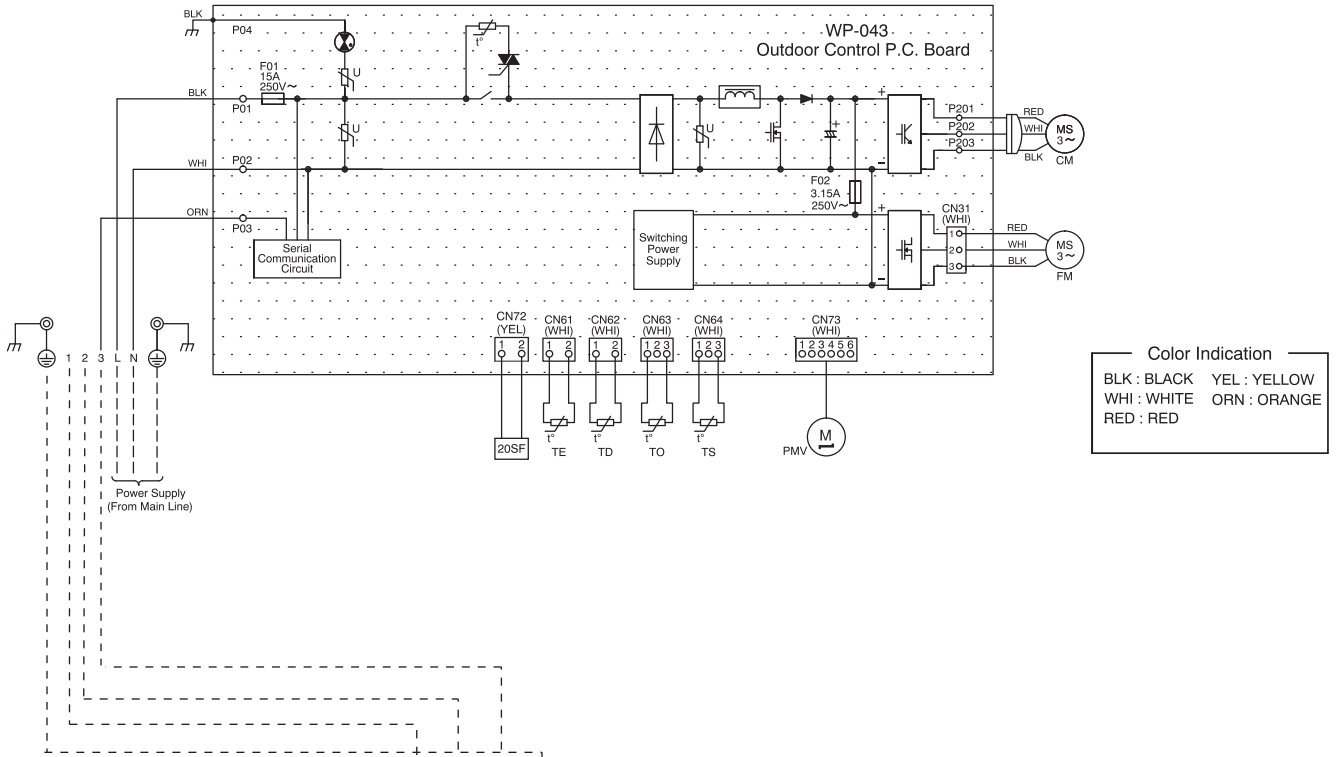 BLK
P04
WP-043
Outdoor Control P.C. Board
t°
U
F01
15A
250V~
BLK
P01
U
U
+
+
P201
RED
P202
WHI
MS
3~
P203
BLK
CM
WHI
P02
−
F02
3.15A
250V~
ORN
P03
Serial
Communication
Circuit
Switching
Power
Supply
+
−
CN31
(WHI)
1
2
3
RED
WHI
BLK
MS
3~
FM
CN72
(YEL)
1 2
CN61
(WHI)
1 2
CN62
(WHI)
1 2
CN63
(WHI)
1 2 3
CN64
(WHI)
1 2 3
CN73
(WHI)
1 2 3 4 5 6
1 2 3 L N
20SF
t°
TE
t°
TD
t°
TO
t°
TS
PMV
M
Power Supply
(From Main Line)
Color Indication
BLK : BLACK YEL : YELLOW
WHI : WHITE ORN : ORANGE
RED : RED